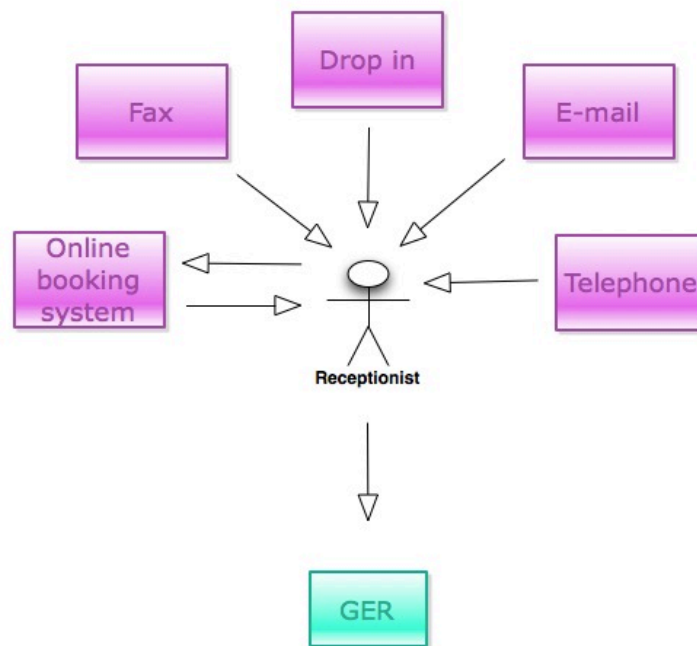 Drop in
Fax
E-mail
Online
booking
system
Telephone
Receptionist
GER